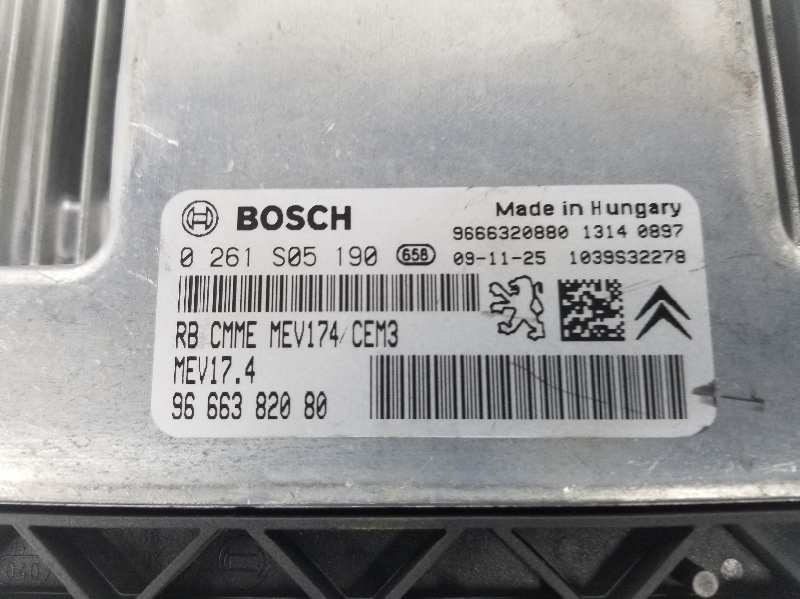 BOSCH
Made in Hungary
9666320880 1314 0897
0 261 S05 190 658 09-11-25 1039S32278
RB CMME MEV174/CEM3
MEV17.4
96 663 820 80